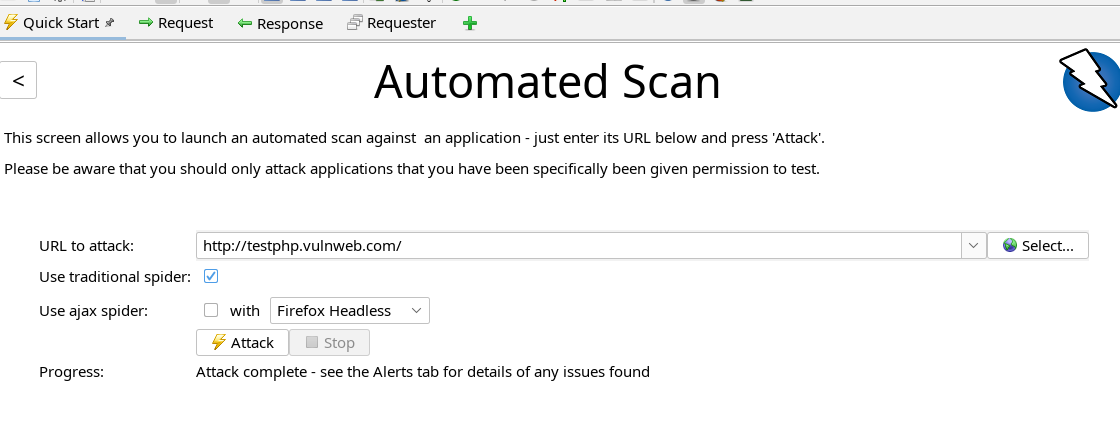 Quick Start Request Response Requester
<
Automated Scan
This screen allows you to launch an automated scan against  an application - just enter its URL below and press 'Attack'.
Please be aware that you should only attack applications that you have been specifically been given permission to test.
URL to attack: http://testphp.vulnweb.com/ Select...
Use traditional spider:
Use ajax spider: with Firefox Headless
Attack Stop
Progress: Attack complete - see the Alerts tab for details of any issues found